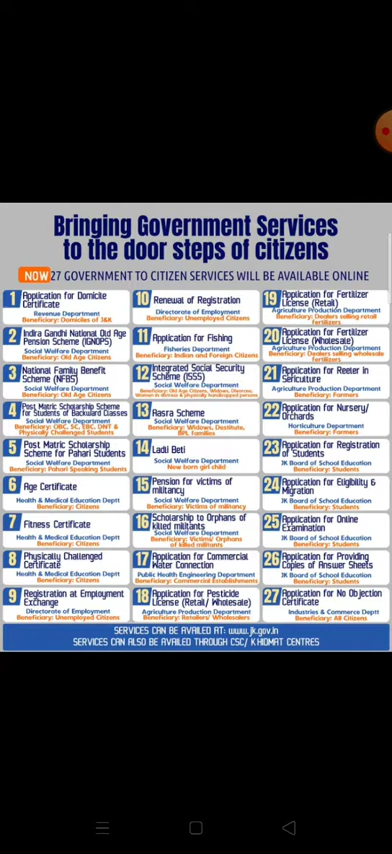 Bringing Government Services
to the door steps of citizens
NOW 27 GOVERNMENT TO CITIZEN SERVICES WILL BE AVAILABLE ONLINE
1 Application for Domicile
Certificate
Revenue Department
Beneficiary: Domiciles of J&K
2 Indira Gandhi National Old Age
Pension Scheme (IGNOPS)
Social Welfare Department
Beneficiary: Old Age Citizens
3 National Family Benefit
Scheme (NFBS)
Social Welfare Department
Beneficiary: Old Age Citizens
4 Post Matric Scholarship Scheme
for Students of Backward Classes
Social Welfare Department
Beneficiary: OBC, SC, EBC, DNT &
Physically Challenged Students
5 Post Matric Scholarship
Scheme for Pahari Students
Social Welfare Department
Beneficiary: Pahari Speaking Students
6 Age Certificate
Health & Medical Education Deptt
Beneficiary: Citizens
7 Fitness Certificate
Health & Medical Education Deptt
Beneficiary: Citizens
8 Physically Challenged
Certificate
Health & Medical Education Deptt
Beneficiary: Citizens
9 Registration at Employment
Exchange
Directorate of Employment
Beneficiary: Unemployed Citizens
10 Renewal of Registration
Directorate of Employment
Beneficiary: Unemployed Citizens
11 Application for Fishing
Fisheries Department
Beneficiary: Indian and Foreign Citizens
12 Integrated Social Security
Scheme (ISSS)
Social Welfare Department
Beneficiary: Old Age Citizens, Widows, Divorcee,
Women in distress & physically handicapped persons
13 Aasra Scheme
Social Welfare Department
Beneficiary: Widows, Destitute,
BPL Families
14 Ladli Beti
Social Welfare Department
New born girl child
15 Pension for victims of
militancy
Social Welfare Department
Beneficiary: Victims of militancy
16 Scholarship to Orphans of
killed militants
Social Welfare Department
Beneficiary: Victims/ Orphans
of killed militants
17 Application for Commercial
Water Connection
Public Health Engineering Department
Beneficiary: Commercial Establishments
18 Application for Pesticide
License (Retail/ Wholesale)
Agriculture Production Department
Beneficiary: Retailers/ Wholesalers
19 Application for Fertilizer
License (Retail)
Agriculture Production Department
Beneficiary: Dealers selling retail
fertilizers
20 Application for Fertilizer
License (Wholesale)
Agriculture Production Department
Beneficiary: Dealers selling wholesale
fertilizers
21 Application for Reeler in
Sericulture
Agriculture Production Department
Beneficiary: Farmers
22 Application for Nursery/
Orchards
Horticulture Department
Beneficiary: Farmers
23 Application for Registration
of Students
JK Board of School Education
Beneficiary: Students
24 Application for Eligibility &
Migration
JK Board of School Education
Beneficiary: Students
25 Application for Online
Examination
JK Board of School Education
Beneficiary: Students
26 Application for Providing
Copies of Answer Sheets
JK Board of School Education
Beneficiary: Students
27 Application for No Objection
Certificate
Industries & Commerce Deptt
Beneficiary: All Citizens
SERVICES CAN BE AVAILED AT: www.jk.gov.in
SERVICES CAN ALSO BE AVAILED THROUGH CSC/ KHIDMAT CENTRES